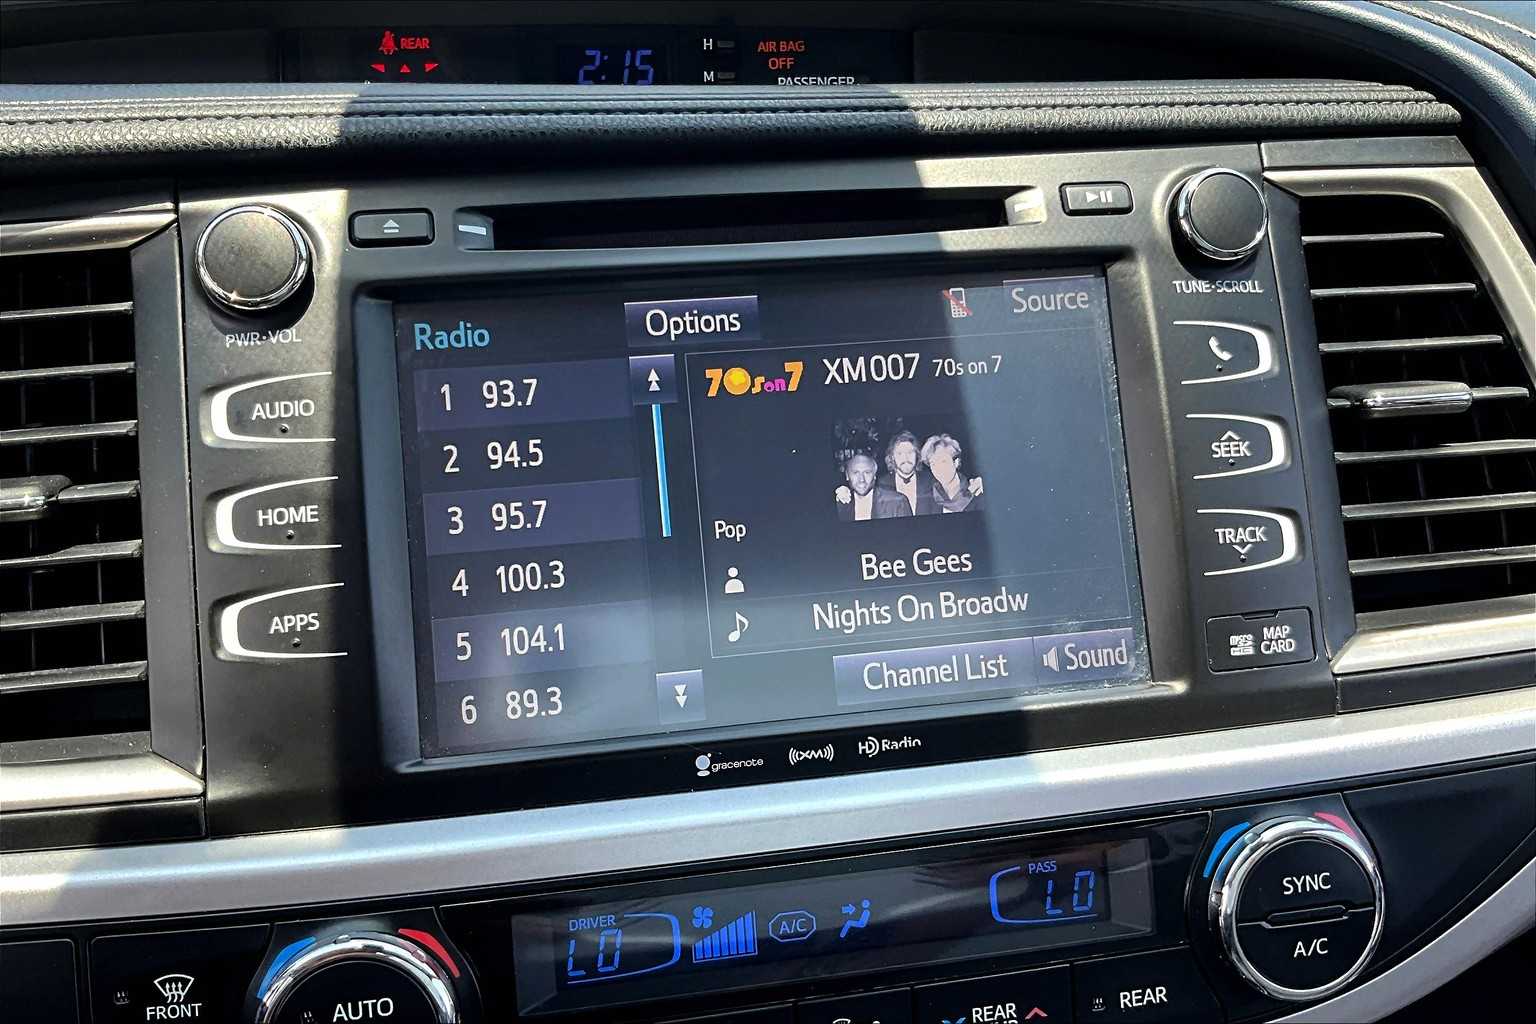 REAR
2:15
H
M
AIR BAG
OFF
PASSENGER
PWR·VOL
TUNE·SCROLL
AUDIO
HOME
APPS
SEEK
TRACK
micro
MAP
CARD
Radio
Options
Source
1 93.7
2 94.5
3 95.7
4 100.3
5 104.1
6 89.3
70s on 7
XM007 70s on 7
Pop
Bee Gees
Nights On Broadw
Channel List
Sound
gracenote
((XM))
HD Radio
DRIVER
LO
A/C
PASS
LO
FRONT
AUTO
REAR
REAR
SYNC
A/C